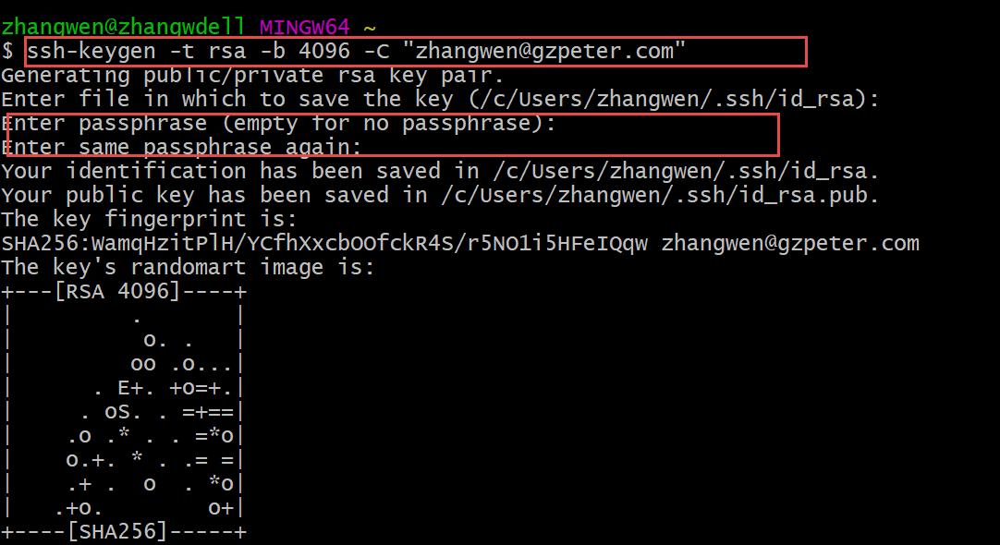 zhangwen@zhangwdell MINGW64 ~
$ ssh-keygen -t rsa -b 4096 -C "zhangwen@gzpeter.com"
Generating public/private rsa key pair.
Enter file in which to save the key (/c/Users/zhangwen/.ssh/id_rsa):
Enter passphrase (empty for no passphrase):
Enter same passphrase again:
Your identification has been saved in /c/Users/zhangwen/.ssh/id_rsa.
Your public key has been saved in /c/Users/zhangwen/.ssh/id_rsa.pub.
The key fingerprint is:
SHA256:WamqHzitPlH/YCfhXxcbOOfckR4S/r5NO1i5HFeIQqw zhangwen@gzpeter.com
The key's randomart image is:
+---[RSA 4096]----+
|         .       |
|          o. .   |
|         oo .o...|
|      . E+. +o=+.|
|     . oS. . =+==|
|    .o .* . . =*o|
|    o.+. * . .= =|
|    .+ .  o  . *o|
|   .+o.        o+|
+----[SHA256]-----+